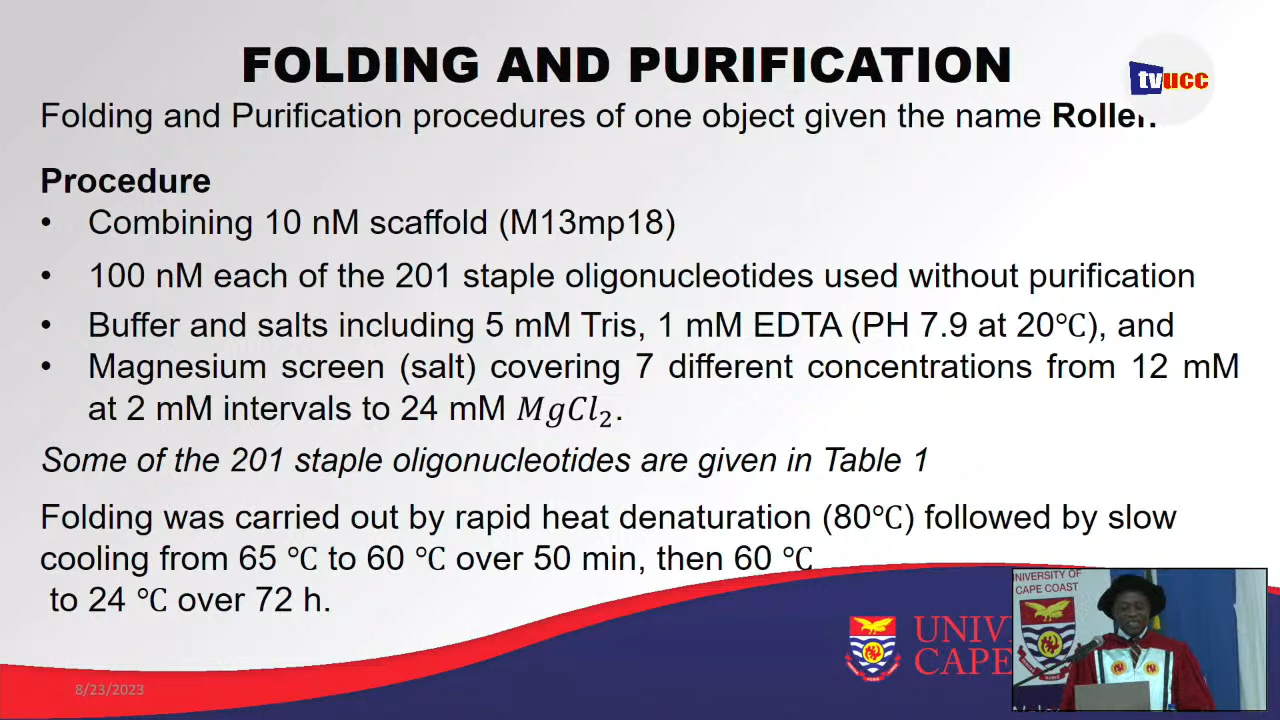 FOLDING AND PURIFICATION
tvucc
Folding and Purification procedures of one object given the name Roller.
Procedure
• Combining 10 nM scaffold (M13mp18)
• 100 nM each of the 201 staple oligonucleotides used without purification
• Buffer and salts including 5 mM Tris, 1 mM EDTA (PH 7.9 at 20℃), and
• Magnesium screen (salt) covering 7 different concentrations from 12 mM
at 2 mM intervals to 24 mM MgCl₂.
Some of the 201 staple oligonucleotides are given in Table 1
Folding was carried out by rapid heat denaturation (80℃) followed by slow
cooling from 65 ℃ to 60 ℃ over 50 min, then 60 ℃
to 24 ℃ over 72 h.
UNIVERSITY OF
CAPE COAST
UNIV
CAPE
8/23/2023